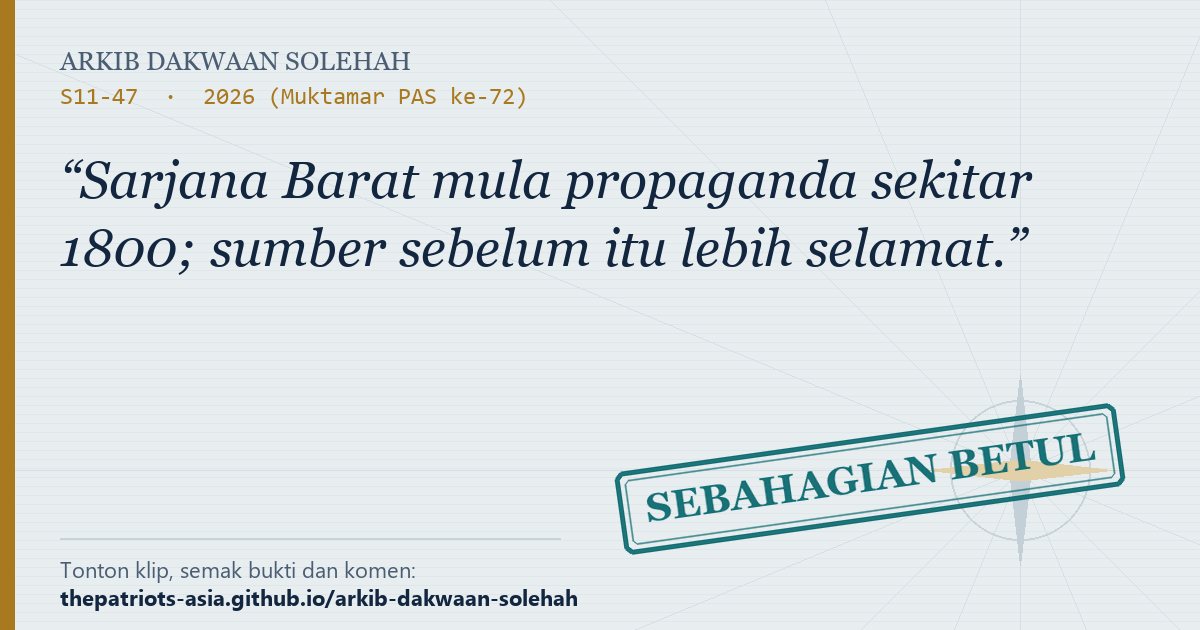 ARKIB DAKWAAN SOLEHAH
S11-47 · 2026 (Muktamar PAS ke-72)
“Sarjana Barat mula propaganda sekitar
1800; sumber sebelum itu lebih selamat.”
SEBAHAGIAN BETUL
Tonton klip, semak bukti dan komen:
thepatriots-asia.github.io/arkib-dakwaan-solehah